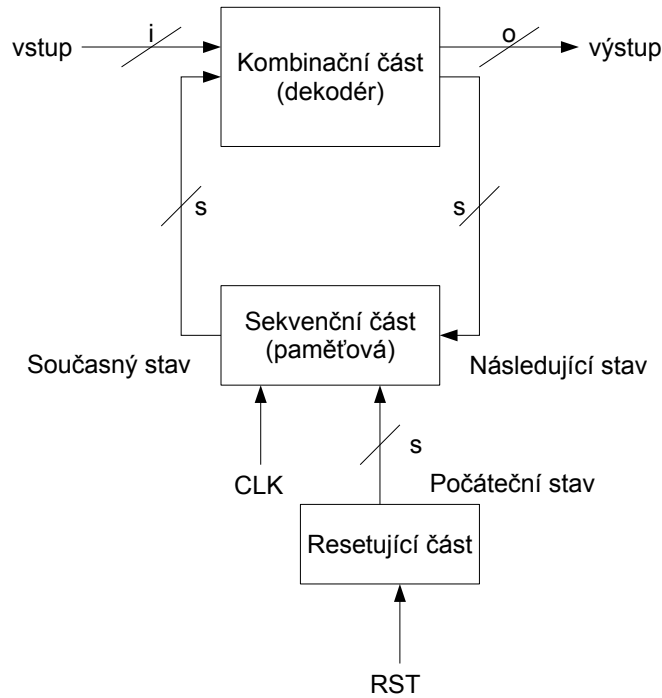 vstup
i
Kombinační část
(dekodér)
o
výstup
s
s
Sekvenční část
(paměťová)
Současný stav
Následující stav
s
CLK
Počáteční stav
Resetující část
RST